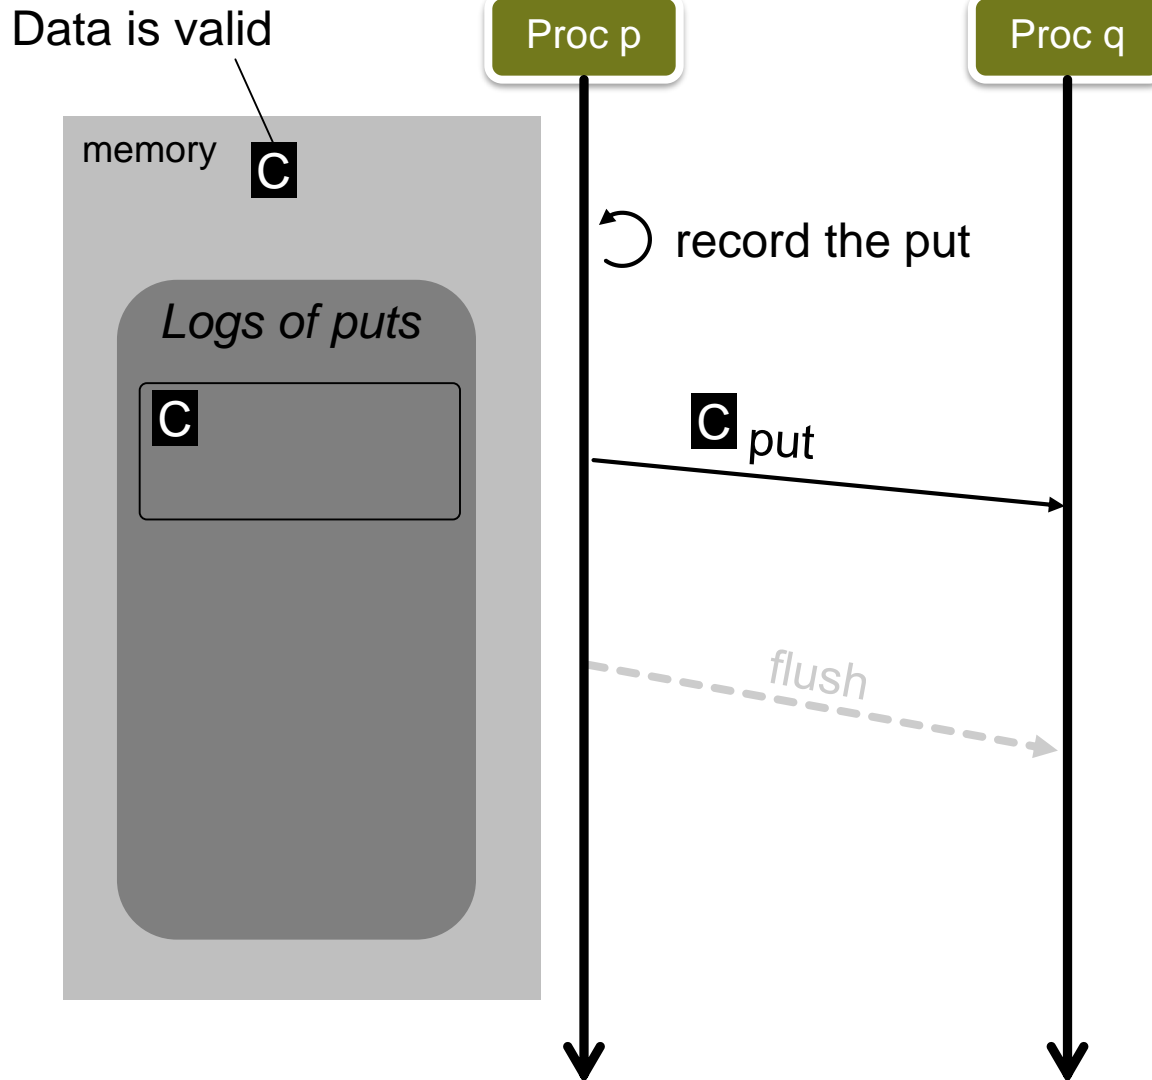 Data is valid
Proc p
Proc q
memory
C
record the put
Logs of puts
C
C
put
flush